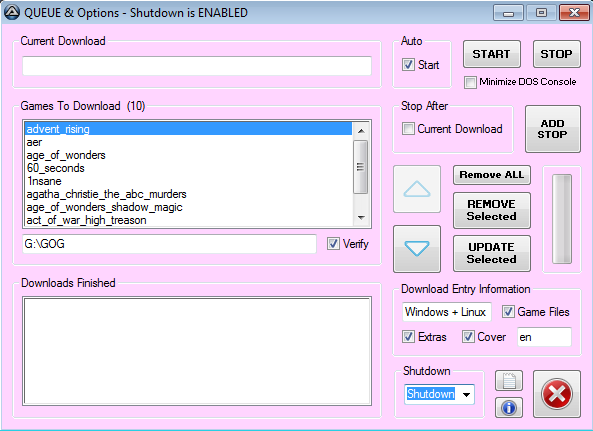 QUEUE & Options - Shutdown is ENABLED
Current Download
Auto
Start
START
STOP
Minimize DOS Console
Games To Download (10)
advent_rising
aer
age_of_wonders
60_seconds
1nsane
agatha_christie_the_abc_murders
age_of_wonders_shadow_magic
act_of_war_high_treason
G:\GOG
Verify
Stop After
Current Download
ADD
STOP
Remove ALL
REMOVE
Selected
UPDATE
Selected
Downloads Finished
Download Entry Information
Windows + Linux
Game Files
Extras
Cover
en
Shutdown
Shutdown